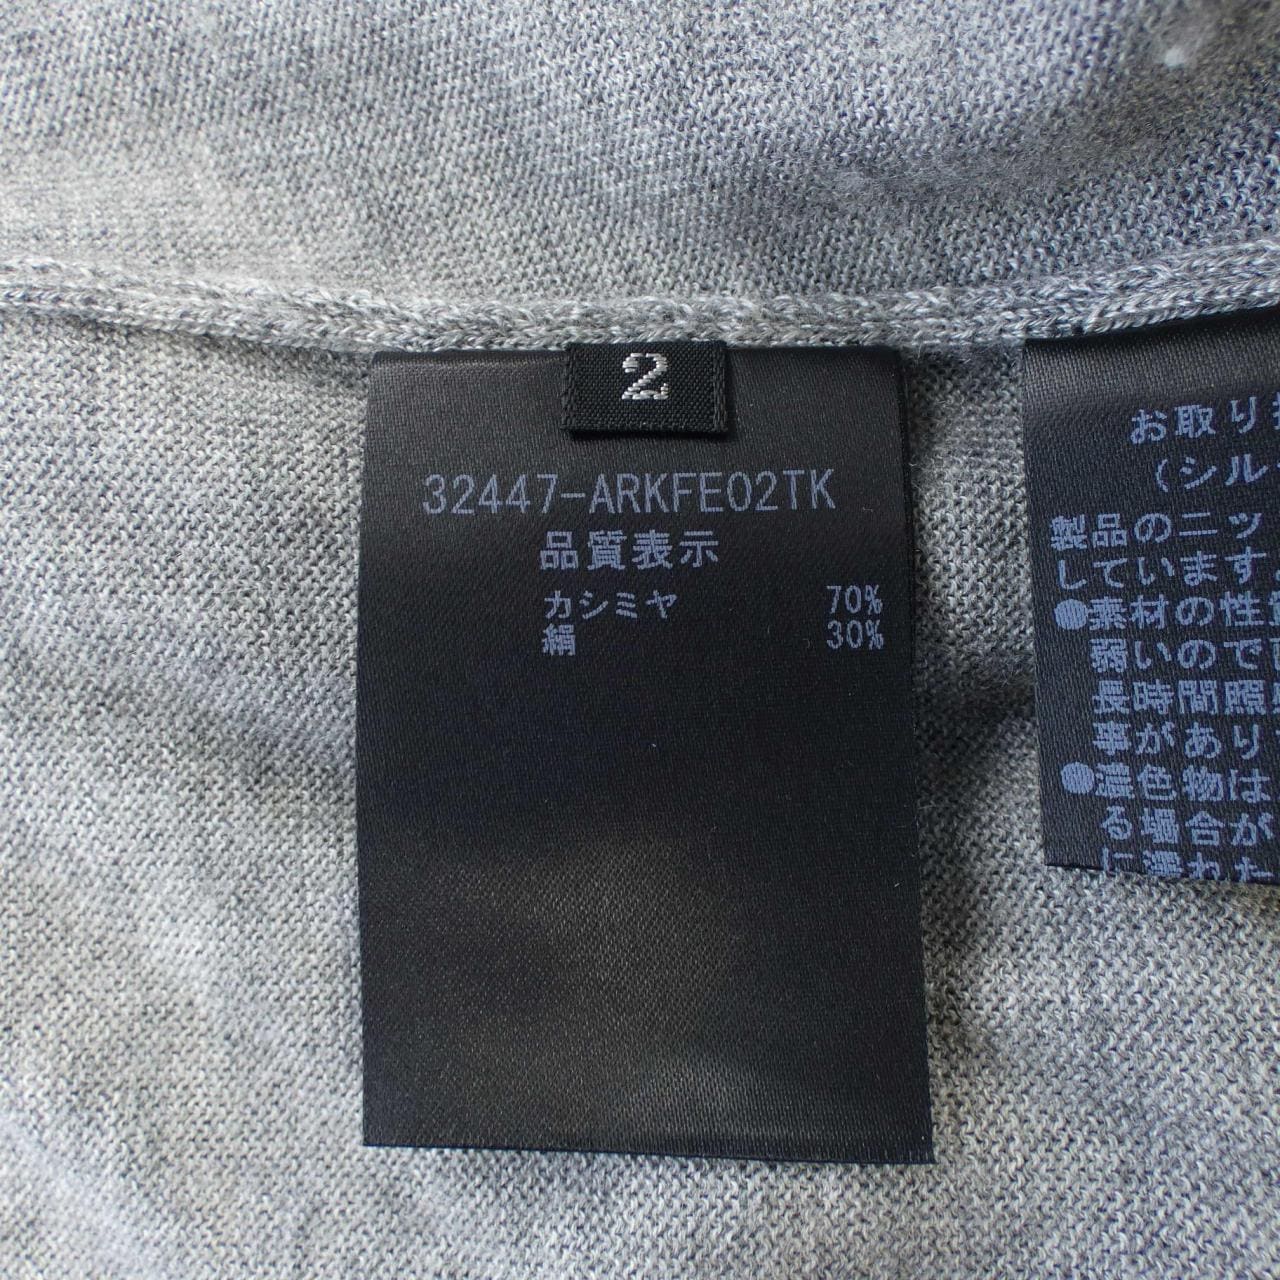 2
32447-ARKFE02TK
品質表示
カシミヤ 70%
絹 30%
お取り扱
(シル
製品のニッ
しています。
●素材の性質
弱いので
長時間照
事があり
●濃色物は
る場合が
に濡れた